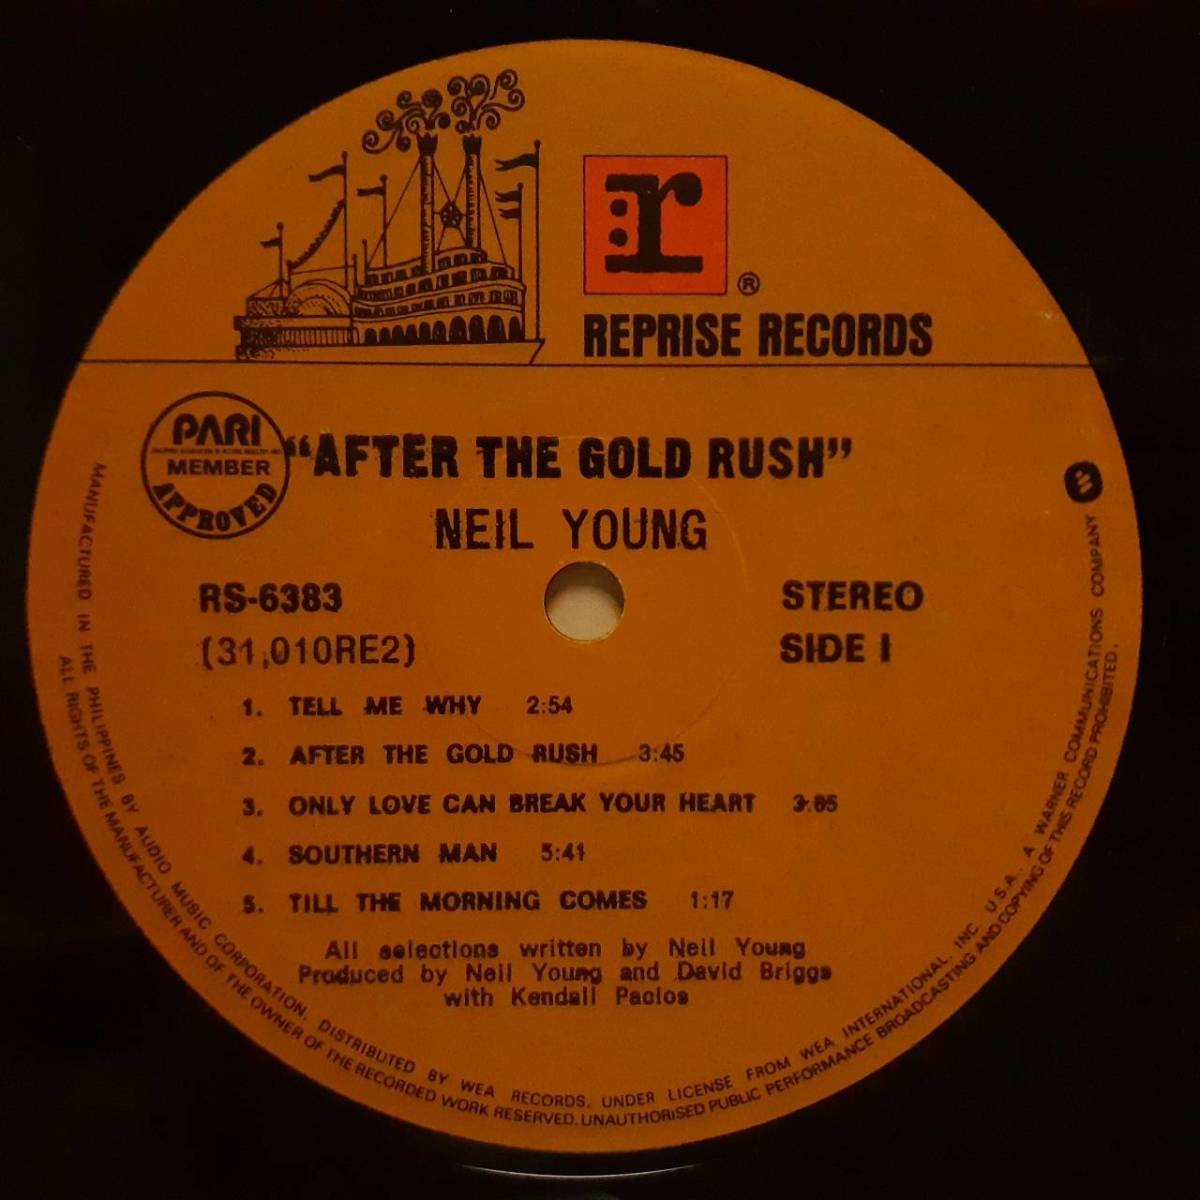 r
®
REPRISE RECORDS
PARI
MEMBER
APPROVED
"AFTER THE GOLD RUSH"
NEIL YOUNG
RS-6383
(31,010RE2)
STEREO
SIDE I
1. TELL ME WHY 2:54
2. AFTER THE GOLD RUSH 3:45
3. ONLY LOVE CAN BREAK YOUR HEART 3:05
4. SOUTHERN MAN 5:41
5. TILL THE MORNING COMES 1:17
All selections written by Neil Young
Produced by Neil Young and David Briggs
with Kendall Pacios
MANUFACTURED IN THE PHILIPPINES BY AUDIO MUSIC CORPORATION, DISTRIBUTED BY WEA RECORDS, UNDER LICENSE FROM WEA INTERNATIONAL, INC U.S.A. A WARNER COMMUNICATIONS COMPANY
ALL RIGHTS OF THE MANUFACTURER AND OF THE OWNER OF THE RECORDED WORK RESERVED. UNAUTHORISED PUBLIC PERFORMANCE BROADCASTING AND COPYING OF THIS RECORD PROHIBITED.